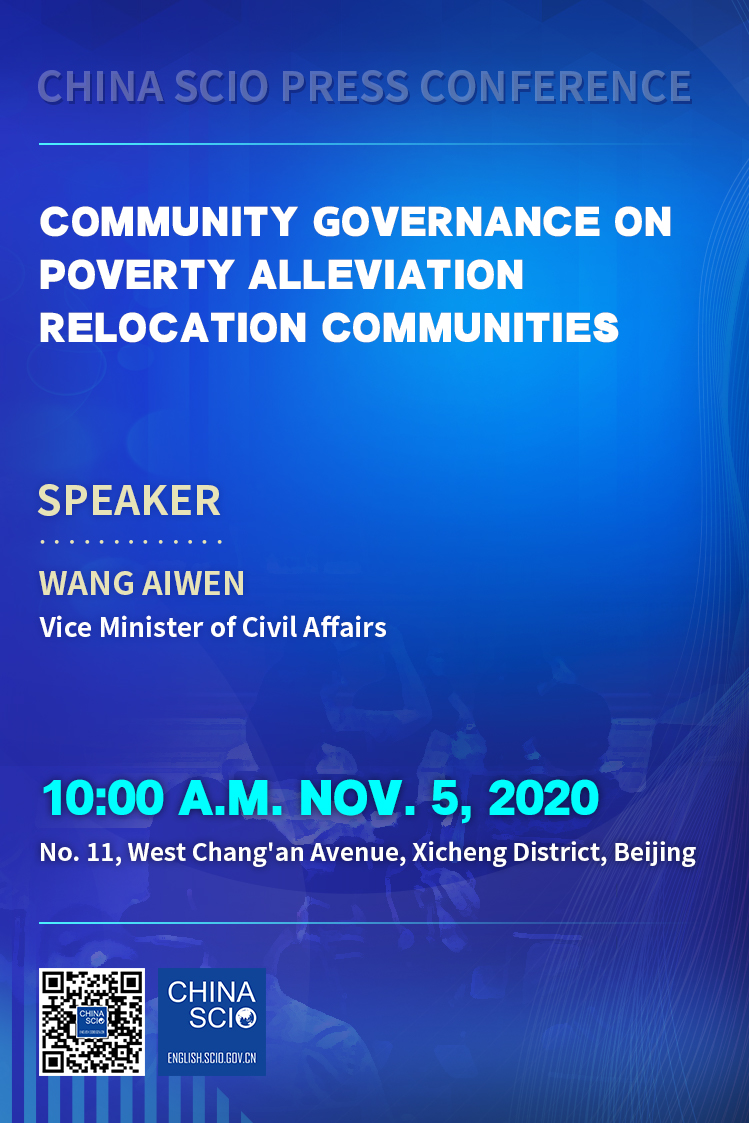 CHINA SCIO PRESS CONFERENCE
COMMUNITY GOVERNANCE ON
POVERTY ALLEVIATION
RELOCATION COMMUNITIES
SPEAKER
WANG AIWEN
Vice Minister of Civil Affairs
10:00 A.M. NOV. 5, 2020
No. 11, West Chang'an Avenue, Xicheng District, Beijing
CHINA
SCIO
CHINA
SCIO
ENGLISH.SCIO.GOV.CN